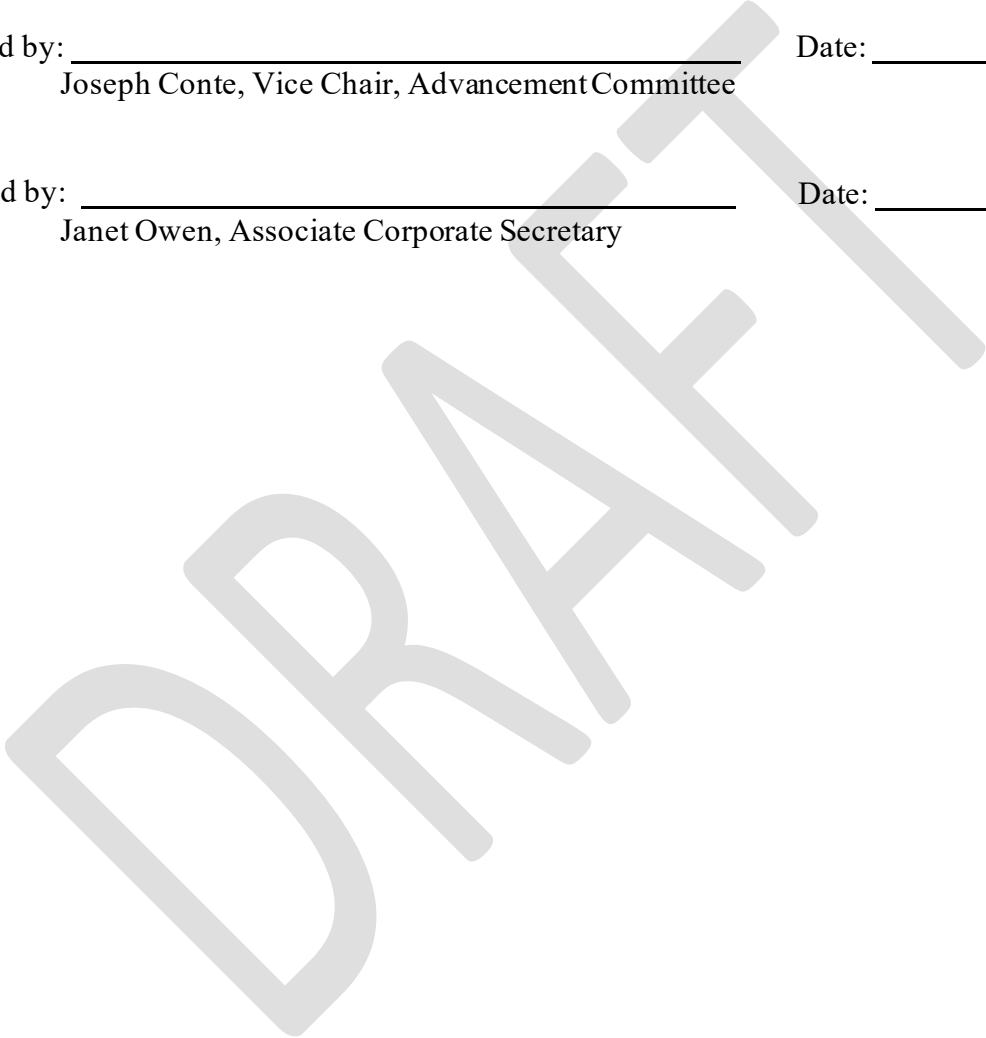 d by: Date:
Joseph Conte, Vice Chair, Advancement Committee
d by: Date:
Janet Owen, Associate Corporate Secretary
DRAFT